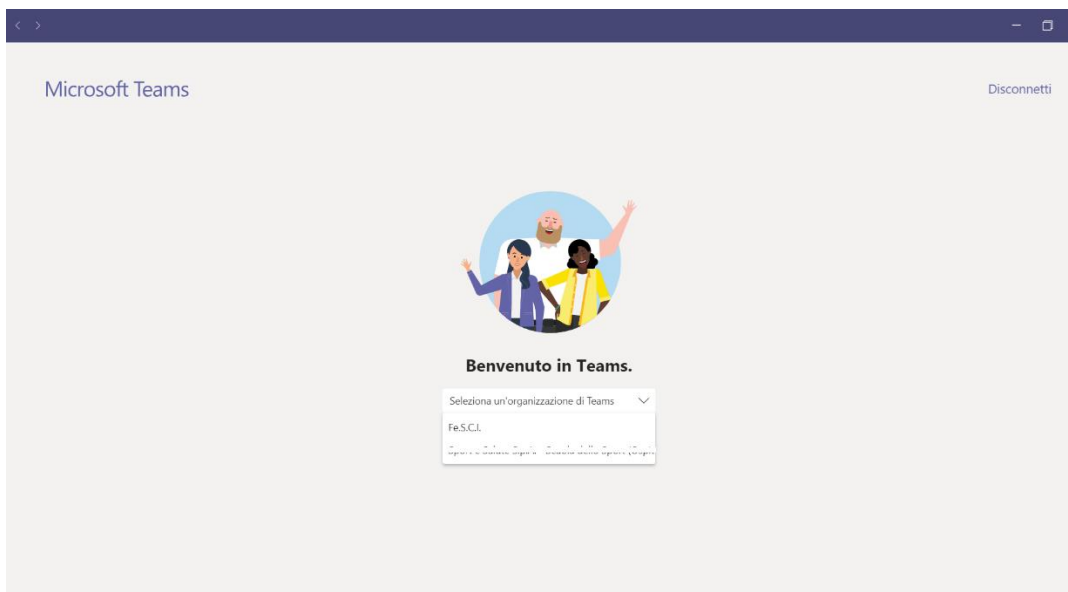 Microsoft Teams
Disconnetti
Benvenuto in Teams.
Seleziona un'organizzazione di Teams
Fe.S.C.I.